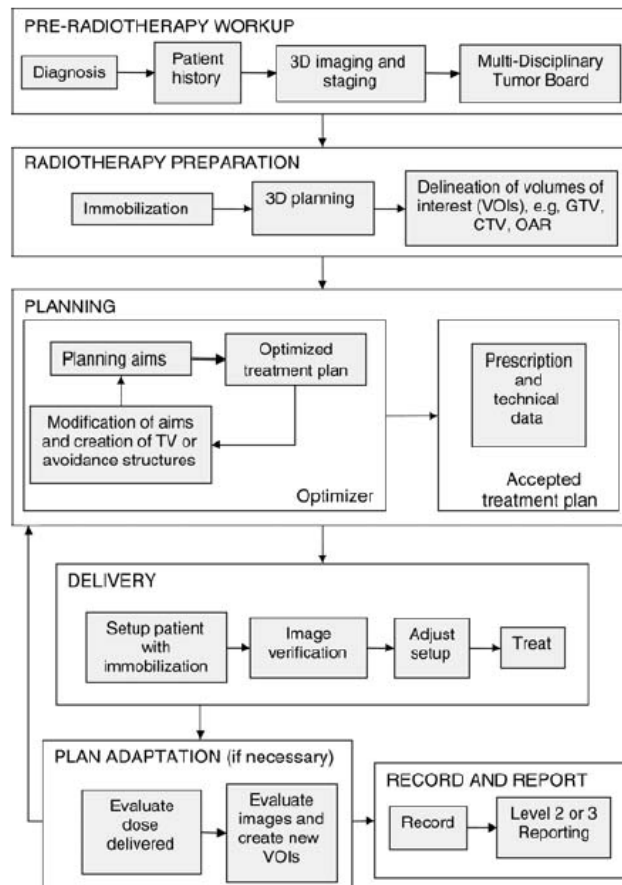 PRE-RADIOTHERAPY WORKUP
Diagnosis
Patient
history
3D imaging and
staging
Multi-Disciplinary
Tumor Board
RADIOTHERAPY PREPARATION
Immobilization
3D planning
Delineation of volumes of
interest (VOIs), e.g, GTV,
CTV, OAR
PLANNING
Planning aims
Optimized
treatment plan
Modification of aims
and creation of TV or
avoidance structures
Optimizer
Prescription
and
technical
data
Accepted
treatment plan
DELIVERY
Setup patient
with
immobilization
Image
verification
Adjust
setup
Treat
PLAN ADAPTATION (if necessary)
Evaluate
dose
delivered
Evaluate
images and
create new
VOIs
RECORD AND REPORT
Record
Level 2 or 3
Reporting